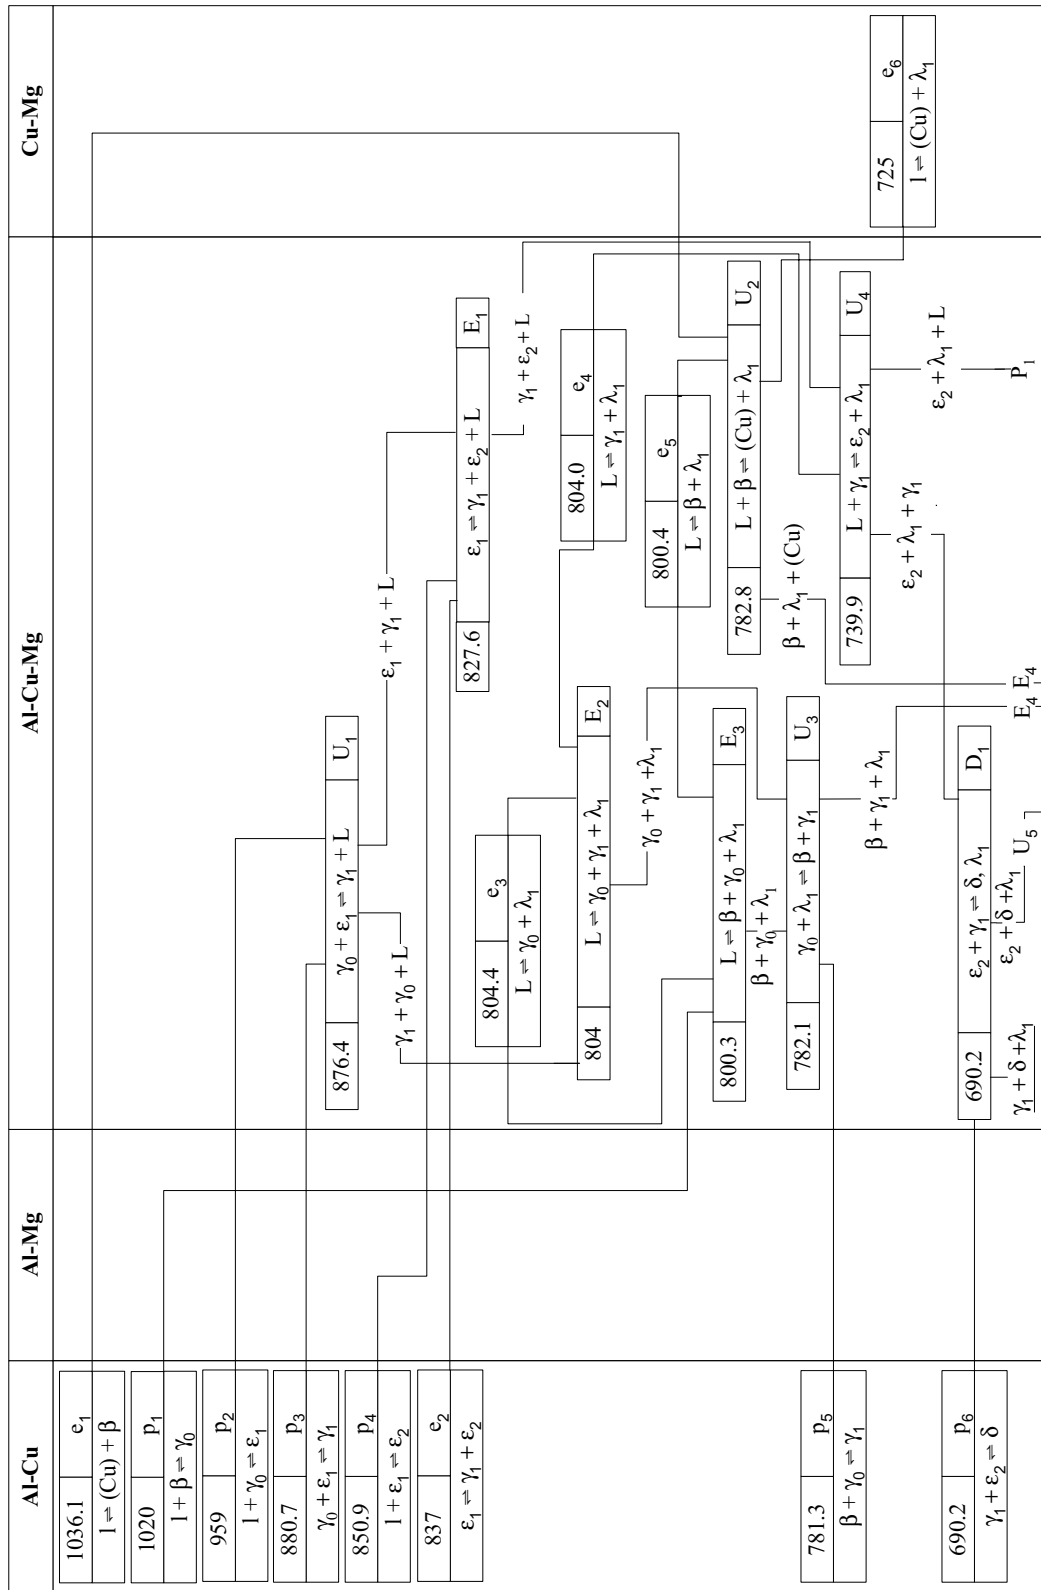 Al-Cu
Al-Mg
Al-Cu-Mg
Cu-Mg
1036.1 e1
l ⇌ (Cu) + β
1020 p1
l + β ⇌ γ0
959 p2
l + γ0 ⇌ ε1
880.7 p3
γ0 + ε1 ⇌ γ1
850.9 p4
l + ε1 ⇌ ε2
837 e2
ε1 ⇌ γ1 + ε2
781.3 p5
β + γ0 ⇌ γ1
690.2 p6
γ1 + ε2 ⇌ δ
876.4 γ0 + ε1 ⇌ γ1 + L U1
γ1 + γ0 + L
ε1 + γ1 + L
827.6 ε1 ⇌ γ1 + ε2 + L E1
γ1 + ε2 + L
804.4 e3
L ⇌ γ0 + λ1
804 L ⇌ γ0 + γ1 + λ1 E2
γ0 + γ1 +λ1
804.0 e4
L ⇌ γ1 + λ1
800.4 e5
L ⇌ β + λ1
800.3 L ⇌ β + γ0 + λ1 E3
β + γ0 + λ1
782.8 L + β ⇌ (Cu) + λ1 U2
β + λ1 + (Cu)
782.1 γ0 + λ1 ⇌ β + γ1 U3
β + γ1 + λ1
739.9 L + γ1 ⇌ ε2 + λ1 U4
ε2 + λ1 + γ1
ε2 + λ1 + L
690.2 ε2 + γ1 ⇌ δ, λ1 D1
γ1 + δ +λ1
ε2 + δ +λ1
U5
E4
E4
P1
725 e6
l ⇌ (Cu) + λ1